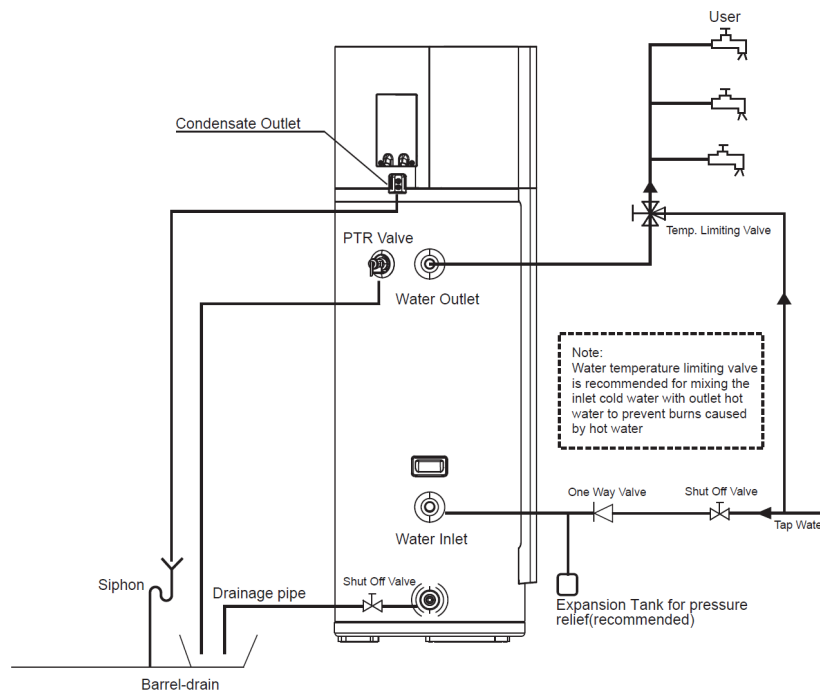 User
Condensate Outlet
Temp. Limiting Valve
PTR Valve
Water Outlet
Note:
Water temperature limiting valve
is recommended for mixing the
inlet cold water with outlet hot
water to prevent burns caused
by hot water
One Way Valve
Shut Off Valve
Tap Water
Water Inlet
Siphon
Drainage pipe
Shut Off Valve
Expansion Tank for pressure
relief(recommended)
Barrel-drain